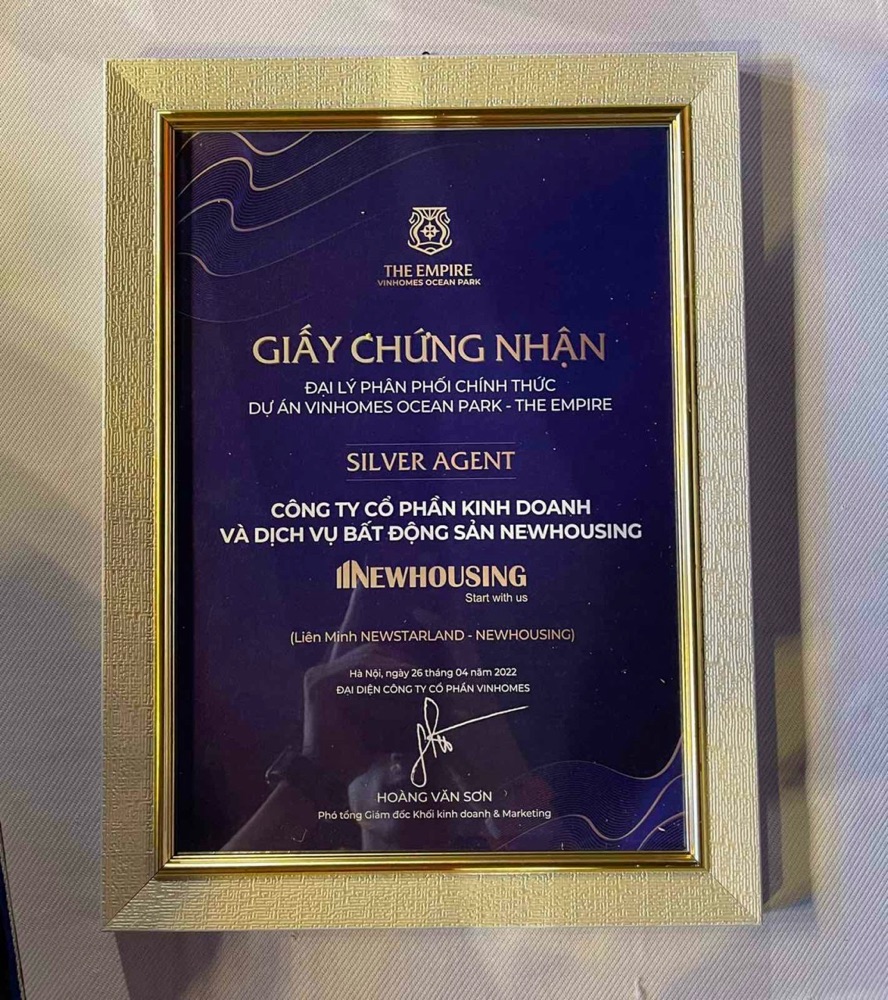 THE EMPIRE
VINHOMES OCEAN PARK
GIẤY CHỨNG NHẬN
ĐẠI LÝ PHÂN PHỐI CHÍNH THỨC
DỰ ÁN VINHOMES OCEAN PARK - THE EMPIRE
SILVER AGENT
CÔNG TY CỔ PHẦN KINH DOANH
VÀ DỊCH VỤ BẤT ĐỘNG SẢN NEWHOUSING
NEWHOUSING
Start with us
(Liên Minh NEWSTARLAND - NEWHOUSING)
Hà Nội, ngày 26 tháng 04 năm 2022
ĐẠI DIỆN CÔNG TY CỔ PHẦN VINHOMES
HOÀNG VĂN SƠN
Phó tổng Giám đốc Khối kinh doanh & Marketing